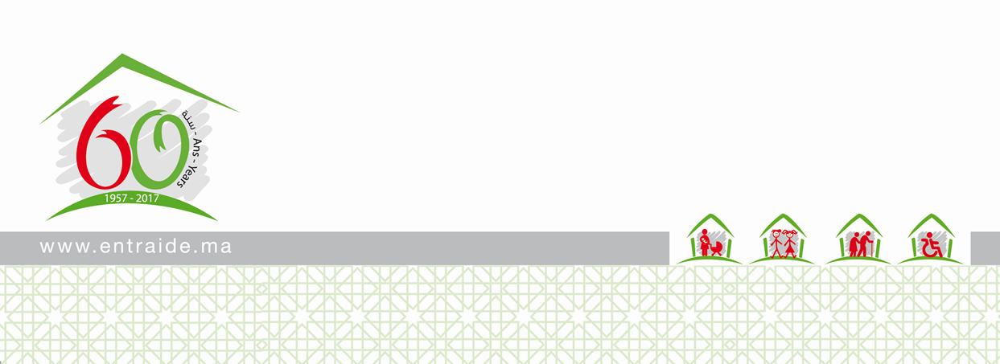 60
سنة - Ans - Years
1957 - 2017
www.entraide.ma